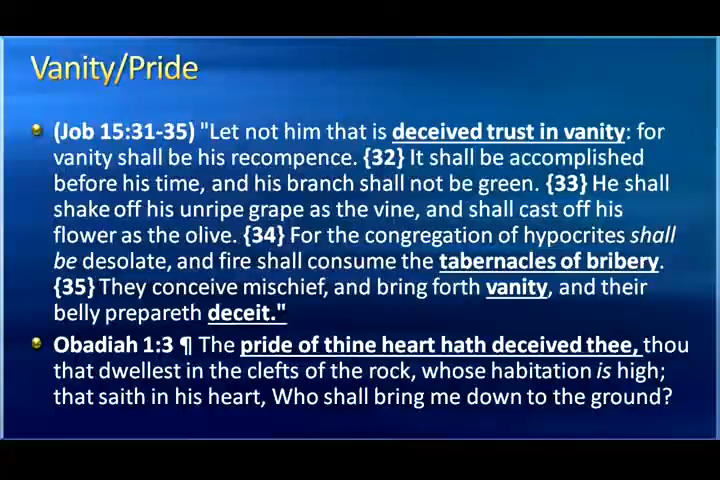 Vanity/Pride
(Job 15:31-35) "Let not him that is deceived trust in vanity: for
vanity shall be his recompence. {32} It shall be accomplished
before his time, and his branch shall not be green. {33} He shall
shake off his unripe grape as the vine, and shall cast off his
flower as the olive. {34} For the congregation of hypocrites shall
be desolate, and fire shall consume the tabernacles of bribery.
{35} They conceive mischief, and bring forth vanity, and their
belly prepareth deceit."
Obadiah 1:3 ¶ The pride of thine heart hath deceived thee, thou
that dwellest in the clefts of the rock, whose habitation is high;
that saith in his heart, Who shall bring me down to the ground?